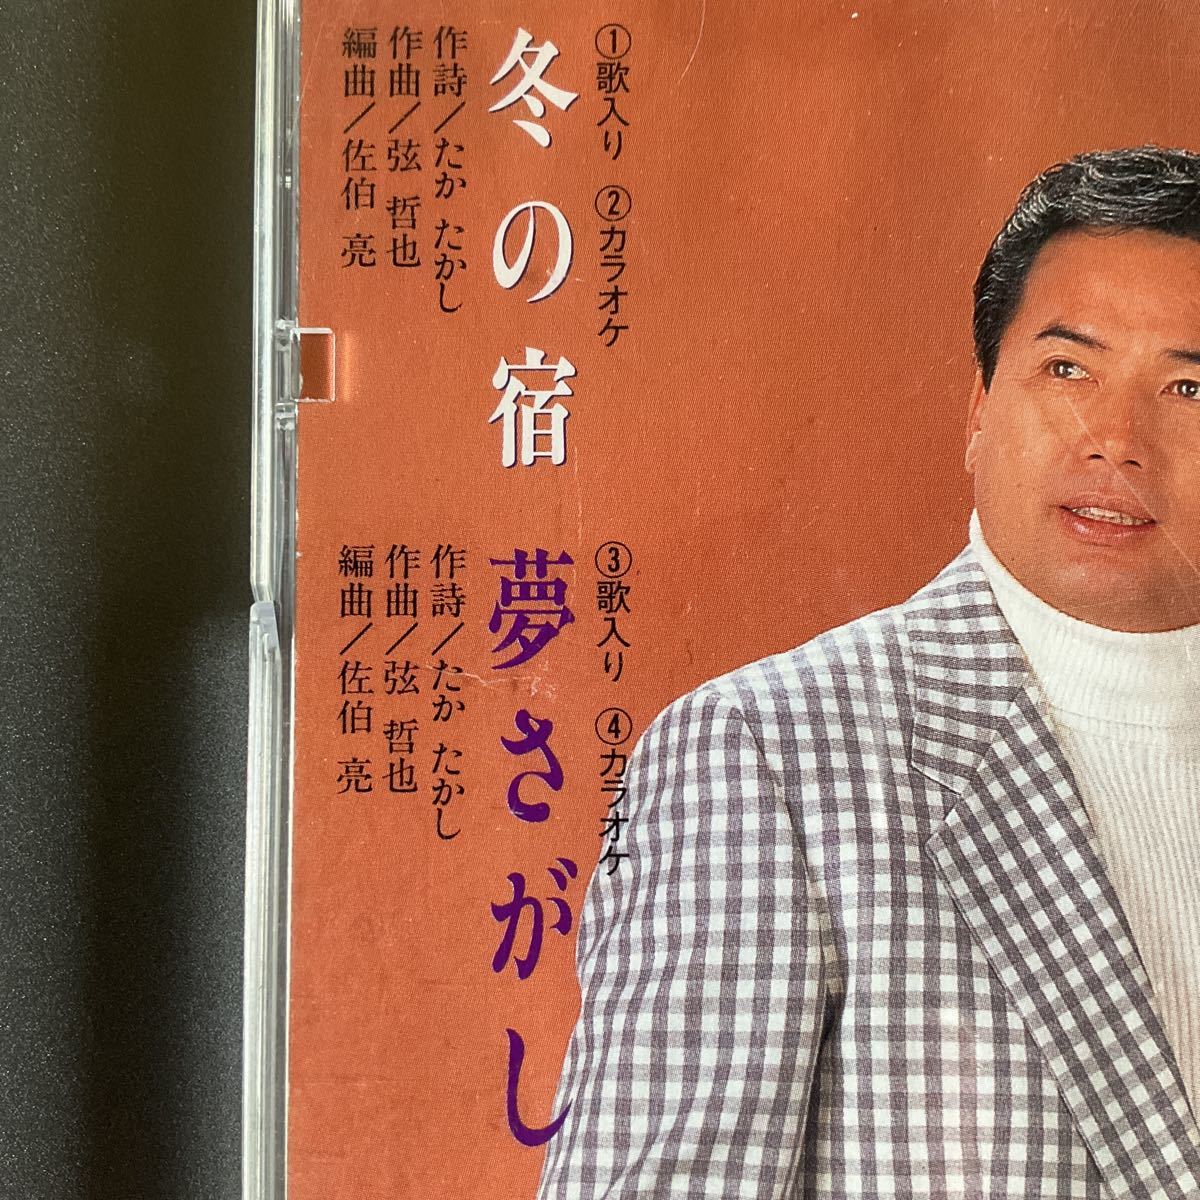 ①歌入り ②カラオケ
冬の宿
作詩／たか たかし
作曲／弦 哲也
編曲／佐伯 亮
③歌入り ④カラオケ
夢さがし
作詩／たか たかし
作曲／弦 哲也
編曲／佐伯 亮